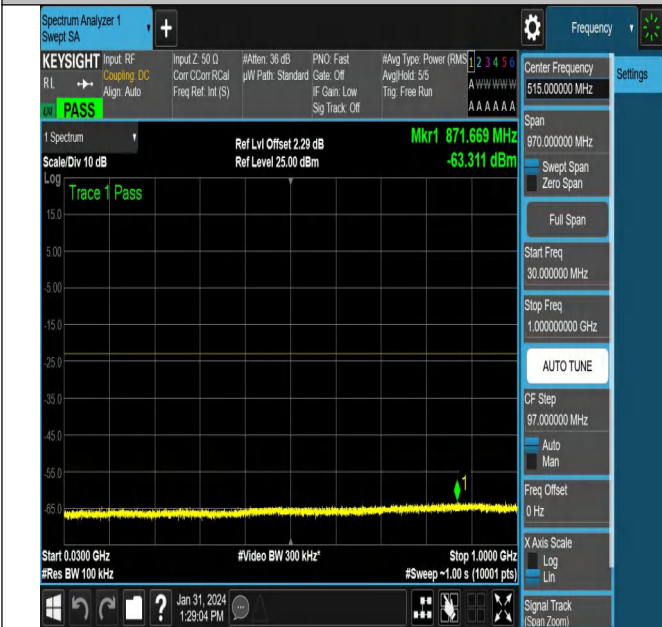 Spectrum Analyzer 1
Swept SA
Frequency
KEYSIGHT
RL
LXI
PASS
Input: RF
Coupling: DC
Align: Auto
Input Z: 50 Ω
Corr CCorr RCal
Freq Ref: Int (S)
#Atten: 36 dB
µW Path: Standard
PNO: Fast
Gate: Off
IF Gain: Low
Sig Track: Off
#Avg Type: Power (RMS
Avg|Hold: 5/5
Trig: Free Run
1 2 3 4 5 6
A W W W W W
A A A A A A
1 Spectrum
Scale/Div 10 dB
Ref Lvl Offset 2.29 dB
Ref Level 25.00 dBm
Mkr1 871.669 MHz
-63.311 dBm
Log
Trace 1 Pass
15.0
5.00
-5.00
-15.0
-25.0
-35.0
-45.0
-55.0
-65.0
1
Start 0.0300 GHz
#Res BW 100 kHz
#Video BW 300 kHz*
Stop 1.0000 GHz
#Sweep ~1.00 s (10001 pts)
Jan 31, 2024
1:29:04 PM
Center Frequency
515.000000 MHz
Settings
Span
970.000000 MHz
Swept Span
Zero Span
Full Span
Start Freq
30.000000 MHz
Stop Freq
1.000000000 GHz
AUTO TUNE
CF Step
97.000000 MHz
Auto
Man
Freq Offset
0 Hz
X Axis Scale
Log
Lin
Signal Track
(Span Zoom)